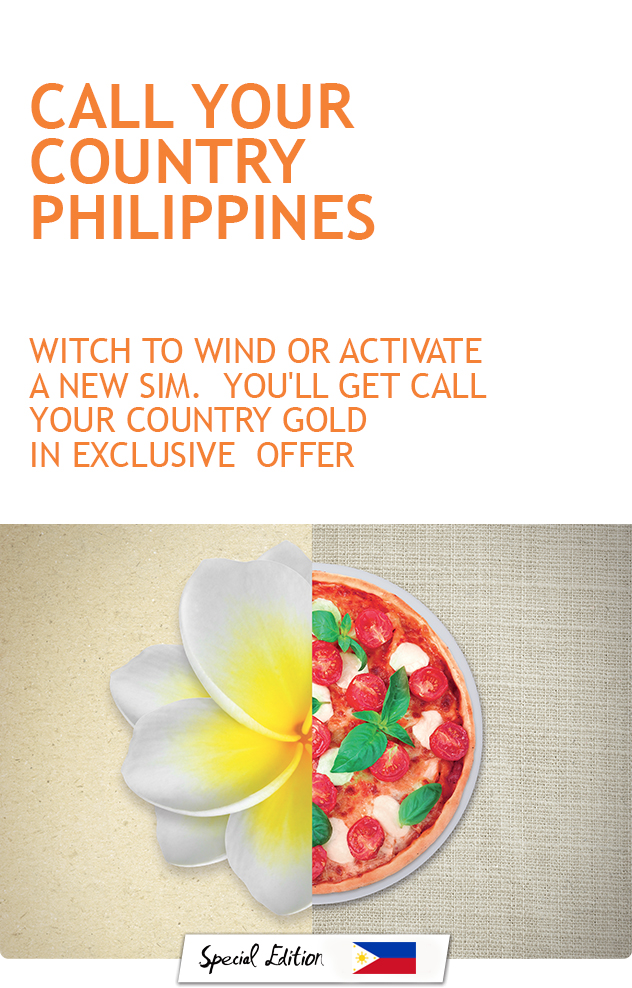 CALL YOUR
COUNTRY
PHILIPPINES
WITCH TO WIND OR ACTIVATE
A NEW SIM.  YOU'LL GET CALL
YOUR COUNTRY GOLD
IN EXCLUSIVE  OFFER
Special Edition